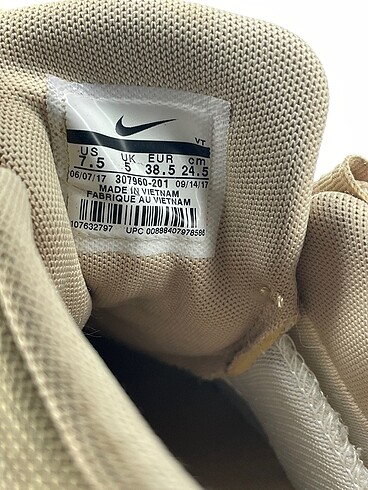 VT
US UK EUR cm
7.5 5 38.5 24.5
06/07/17 307960-201 09/14/17
MADE IN VIETNAM
FABRIQUE AU VIETNAM
107632797 UPC 00888407978586